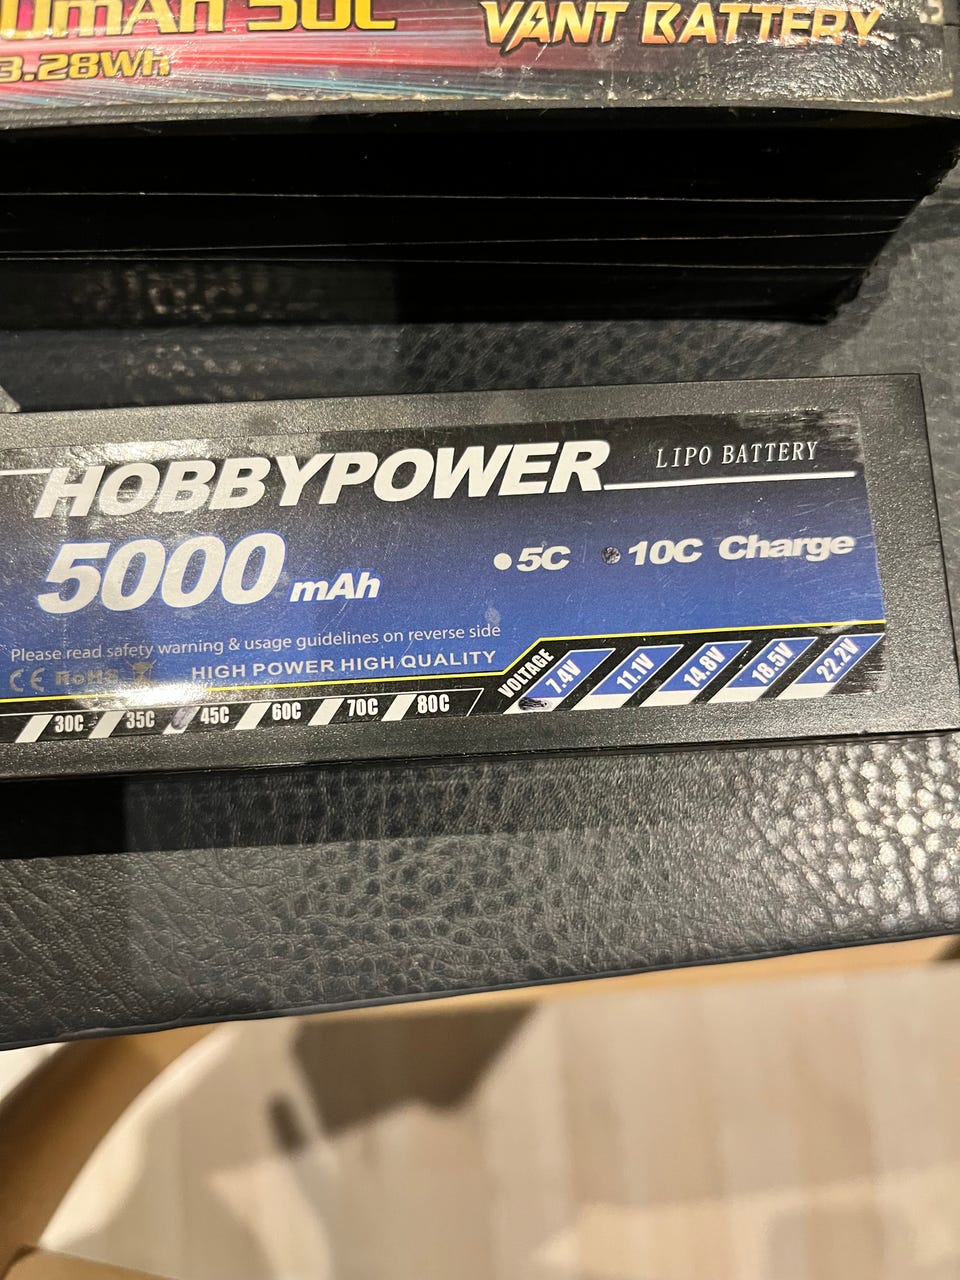 0mAh 50C
VANT BATTERY
3.28Wh
HOBBYPOWER
LIPO BATTERY
5000 mAh
5C 10C Charge
Please read safety warning & usage guidelines on reverse side
CE RoHS
HIGH POWER HIGH QUALITY
VOLTAGE 7.4V 11.1V 14.8V 18.5V 22.2V
30C 35C 45C 60C 70C 80C